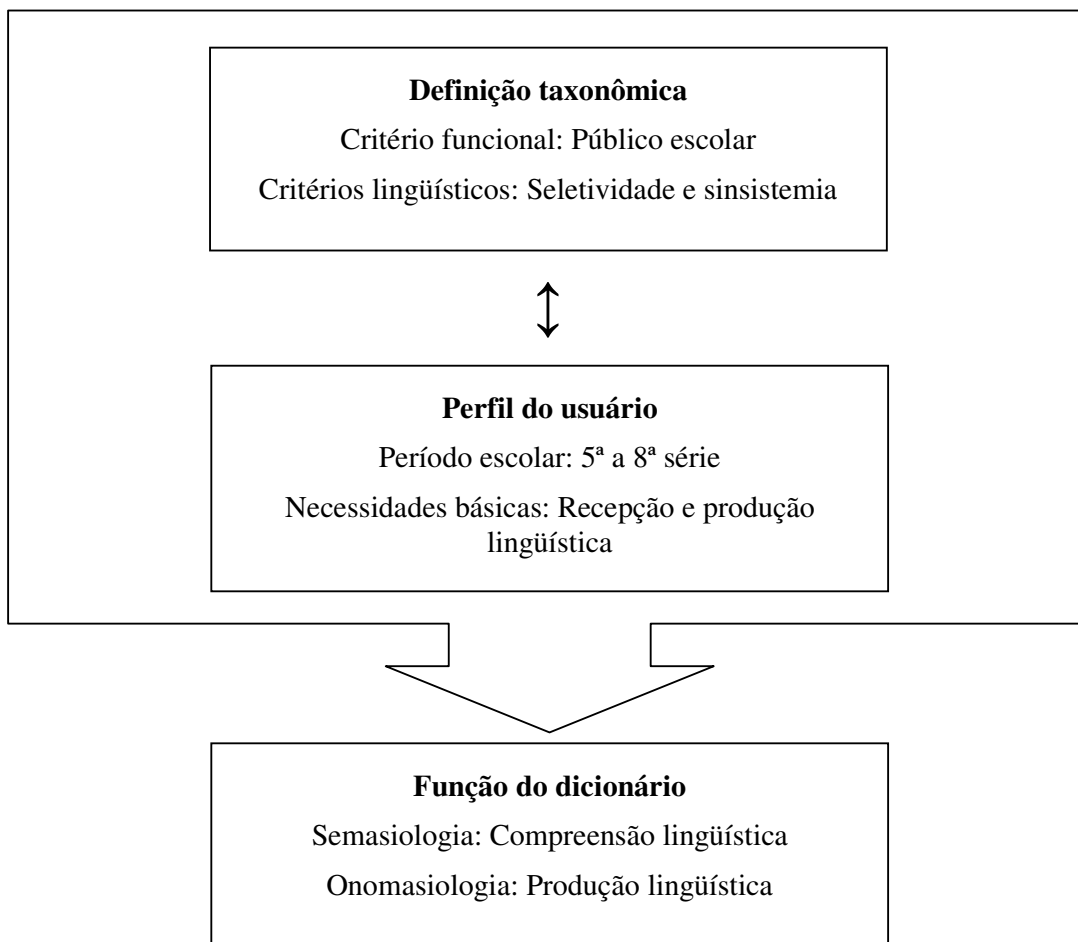 Definição taxonômica
Critério funcional: Público escolar
Critérios lingüísticos: Seletividade e sinsistemia
Perfil do usuário
Período escolar: 5ª a 8ª série
Necessidades básicas: Recepção e produção
lingüística
Função do dicionário
Semasiologia: Compreensão lingüística
Onomasiologia: Produção lingüística